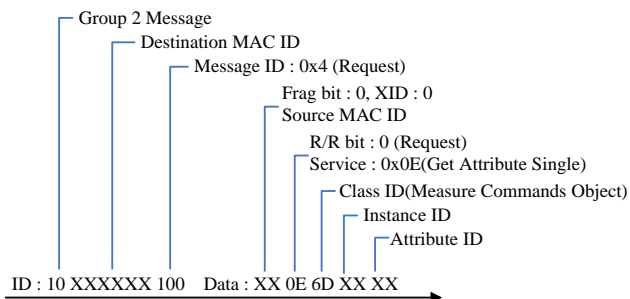 Group 2 Message
Destination MAC ID
Message ID : 0x4 (Request)
Frag bit : 0, XID : 0
Source MAC ID
R/R bit : 0 (Request)
Service : 0x0E(Get Attribute Single)
Class ID(Measure Commands Object)
Instance ID
Attribute ID
ID : 10 XXXXXX 100 Data : XX 0E 6D XX XX